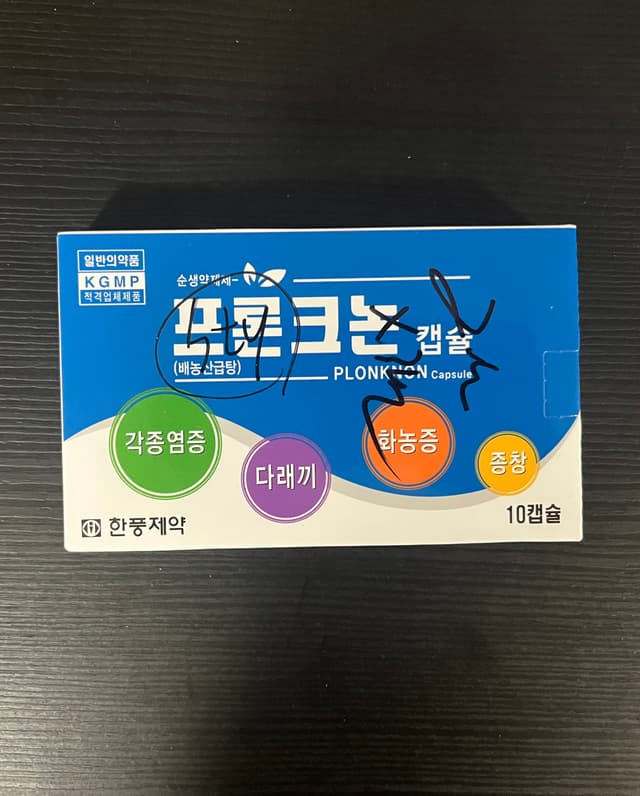 일반의약품
KGMP
적격업체제품
순생약제제-
프론크논 캡슐
(배농산급탕)
PLONKNON Capsule
각종염증
다래끼
화농증
종창
한풍제약
10캡슐